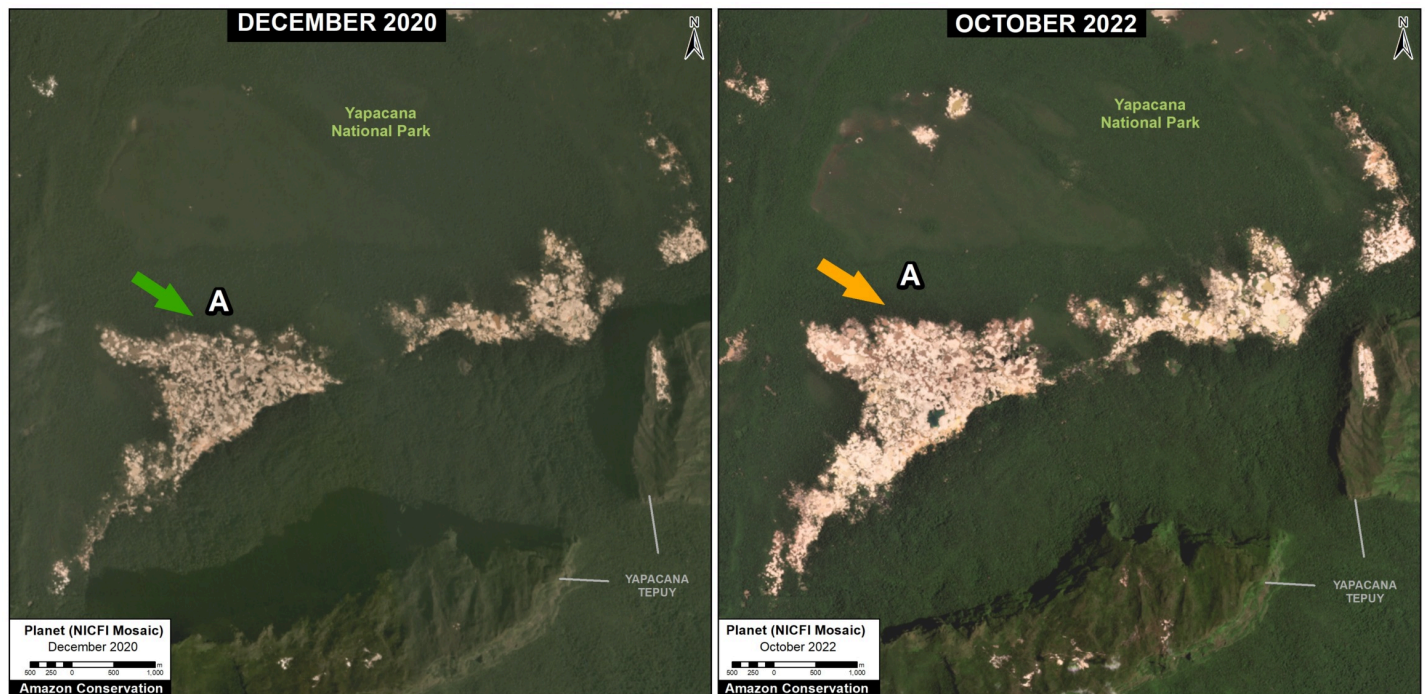 DECEMBER 2020
N
Yapacana
National Park
A
YAPACANA
TEPUY
Planet (NICFI Mosaic)
December 2020
500 250 0 500 1,000 m
Amazon Conservation
OCTOBER 2022
N
Yapacana
National Park
A
YAPACANA
TEPUY
Planet (NICFI Mosaic)
October 2022
500 250 0 500 1,000 m
Amazon Conservation